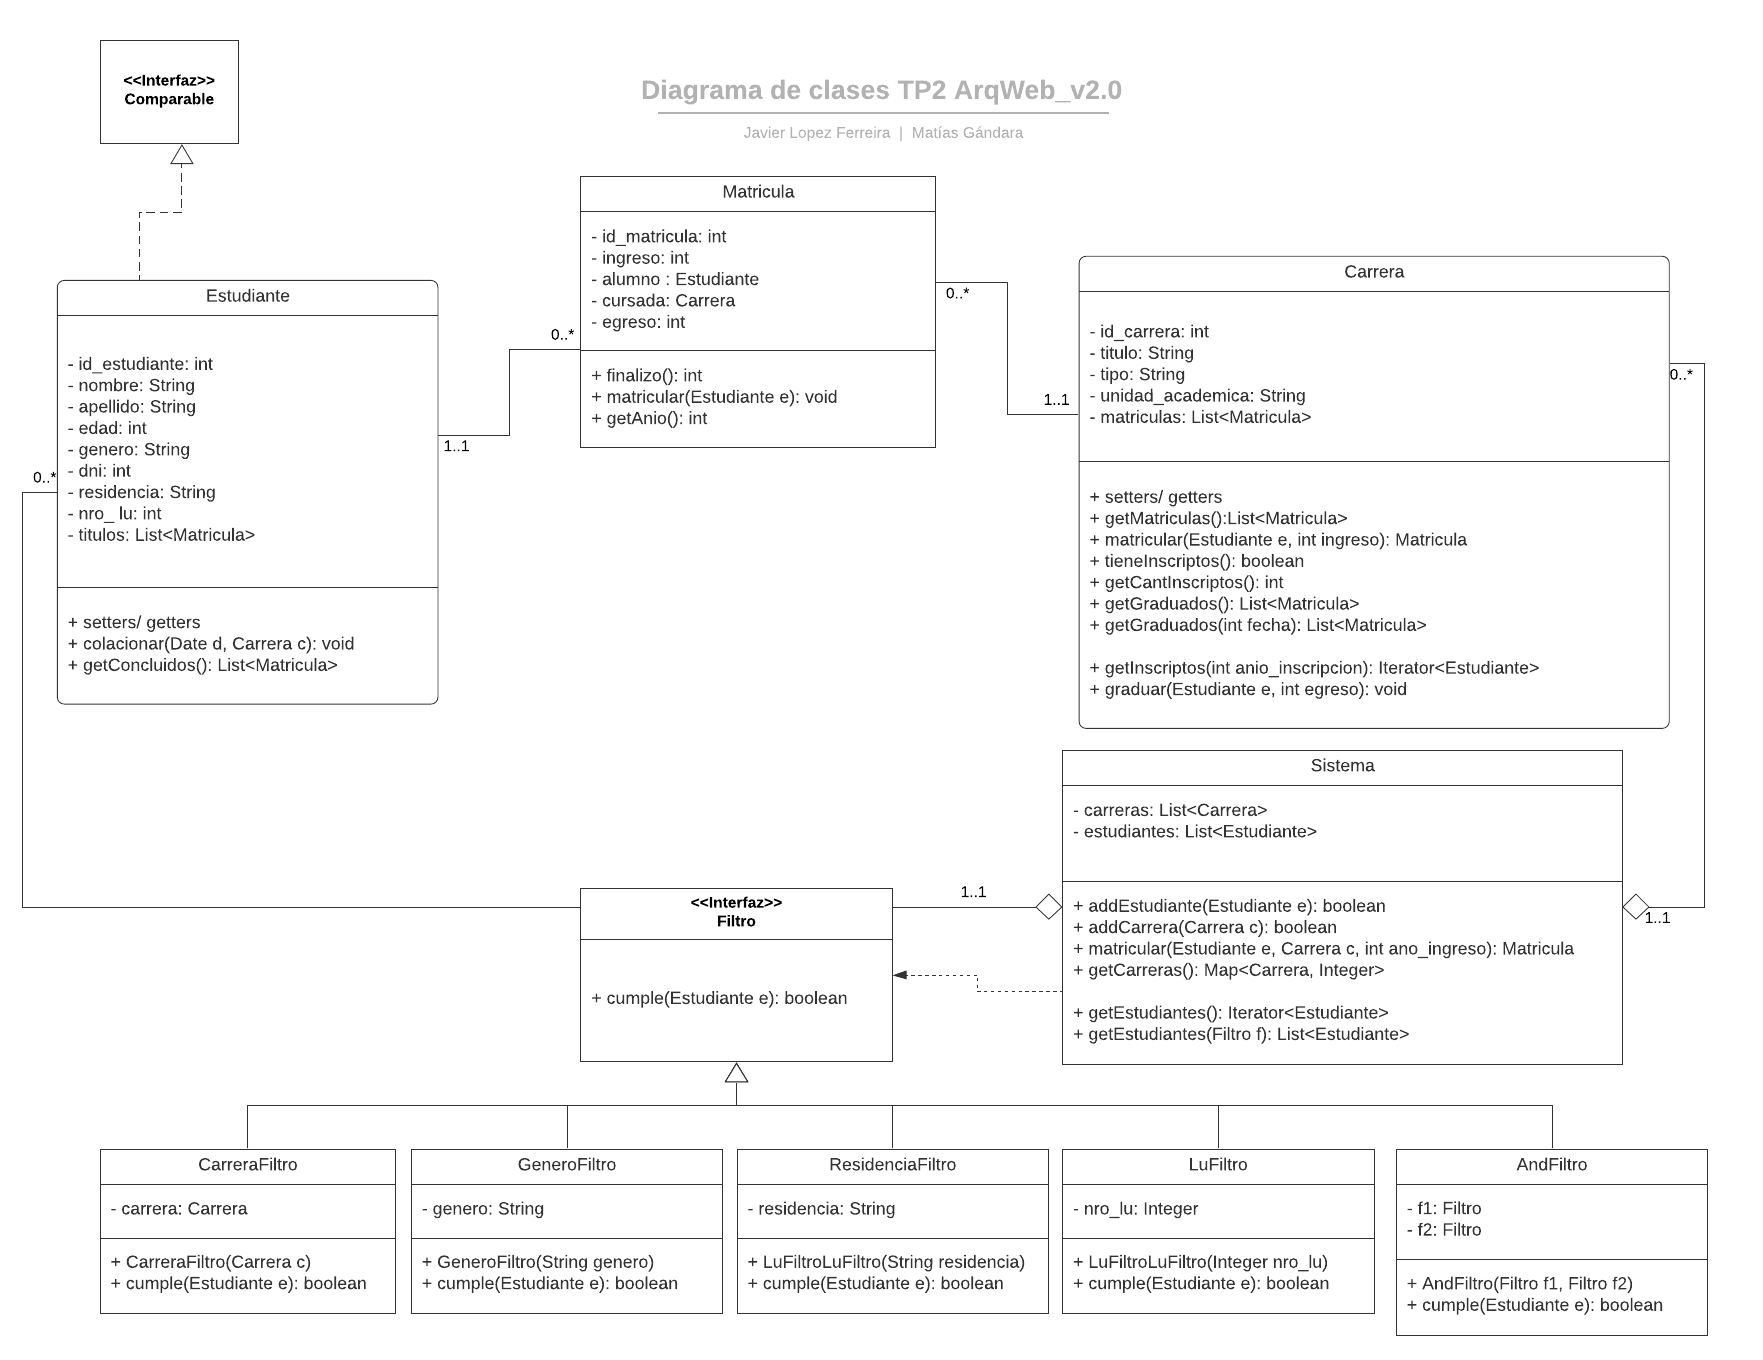 <<Interfaz>>
Comparable
Diagrama de clases TP2 ArqWeb_v2.0
Javier Lopez Ferreira | Matías Gándara
Matricula
- id_matricula: int
- ingreso: int
- alumno : Estudiante
- cursada: Carrera
- egreso: int
+ finalizo(): int
+ matricular(Estudiante e): void
+ getAnio(): int
0..*
0..*
1..1
1..1
Estudiante
- id_estudiante: int
- nombre: String
- apellido: String
- edad: int
- genero: String
- dni: int
- residencia: String
- nro_ lu: int
- titulos: List<Matricula>
+ setters/ getters
+ colacionar(Date d, Carrera c): void
+ getConcluidos(): List<Matricula>
0..*
Carrera
- id_carrera: int
- titulo: String
- tipo: String
- unidad_academica: String
- matriculas: List<Matricula>
+ setters/ getters
+ getMatriculas():List<Matricula>
+ matricular(Estudiante e, int ingreso): Matricula
+ tieneInscriptos(): boolean
+ getCantInscriptos(): int
+ getGraduados(): List<Matricula>
+ getGraduados(int fecha): List<Matricula>
+ getInscriptos(int anio_inscripcion): Iterator<Estudiante>
+ graduar(Estudiante e, int egreso): void
0..*
Sistema
- carreras: List<Carrera>
- estudiantes: List<Estudiante>
+ addEstudiante(Estudiante e): boolean
+ addCarrera(Carrera c): boolean
+ matricular(Estudiante e, Carrera c, int ano_ingreso): Matricula
+ getCarreras(): Map<Carrera, Integer>
+ getEstudiantes(): Iterator<Estudiante>
+ getEstudiantes(Filtro f): List<Estudiante>
1..1
1..1
<<Interfaz>>
Filtro
+ cumple(Estudiante e): boolean
CarreraFiltro
- carrera: Carrera
+ CarreraFiltro(Carrera c)
+ cumple(Estudiante e): boolean
GeneroFiltro
- genero: String
+ GeneroFiltro(String genero)
+ cumple(Estudiante e): boolean
ResidenciaFiltro
- residencia: String
+ LuFiltroLuFiltro(String residencia)
+ cumple(Estudiante e): boolean
LuFiltro
- nro_lu: Integer
+ LuFiltroLuFiltro(Integer nro_lu)
+ cumple(Estudiante e): boolean
AndFiltro
- f1: Filtro
- f2: Filtro
+ AndFiltro(Filtro f1, Filtro f2)
+ cumple(Estudiante e): boolean